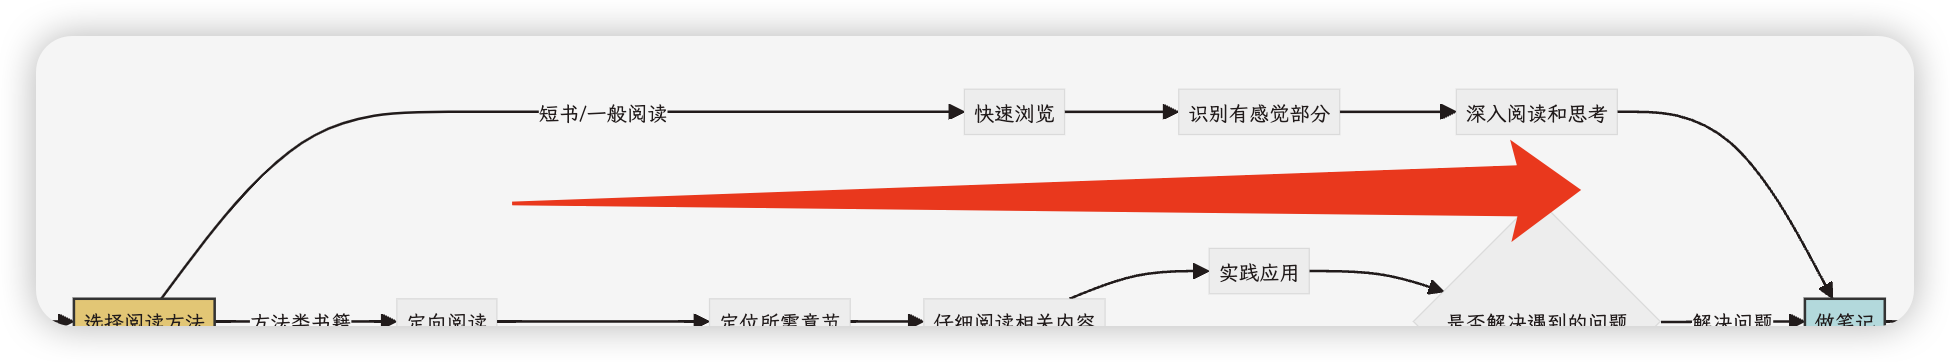 短书/一般阅读
快速浏览
识别有感觉部分
深入阅读和思考
实践应用
选择阅读方法
方法类书籍
定向阅读
定位所需章节
仔细阅读相关内容
是否解决遇到的问题
解决问题
做笔记